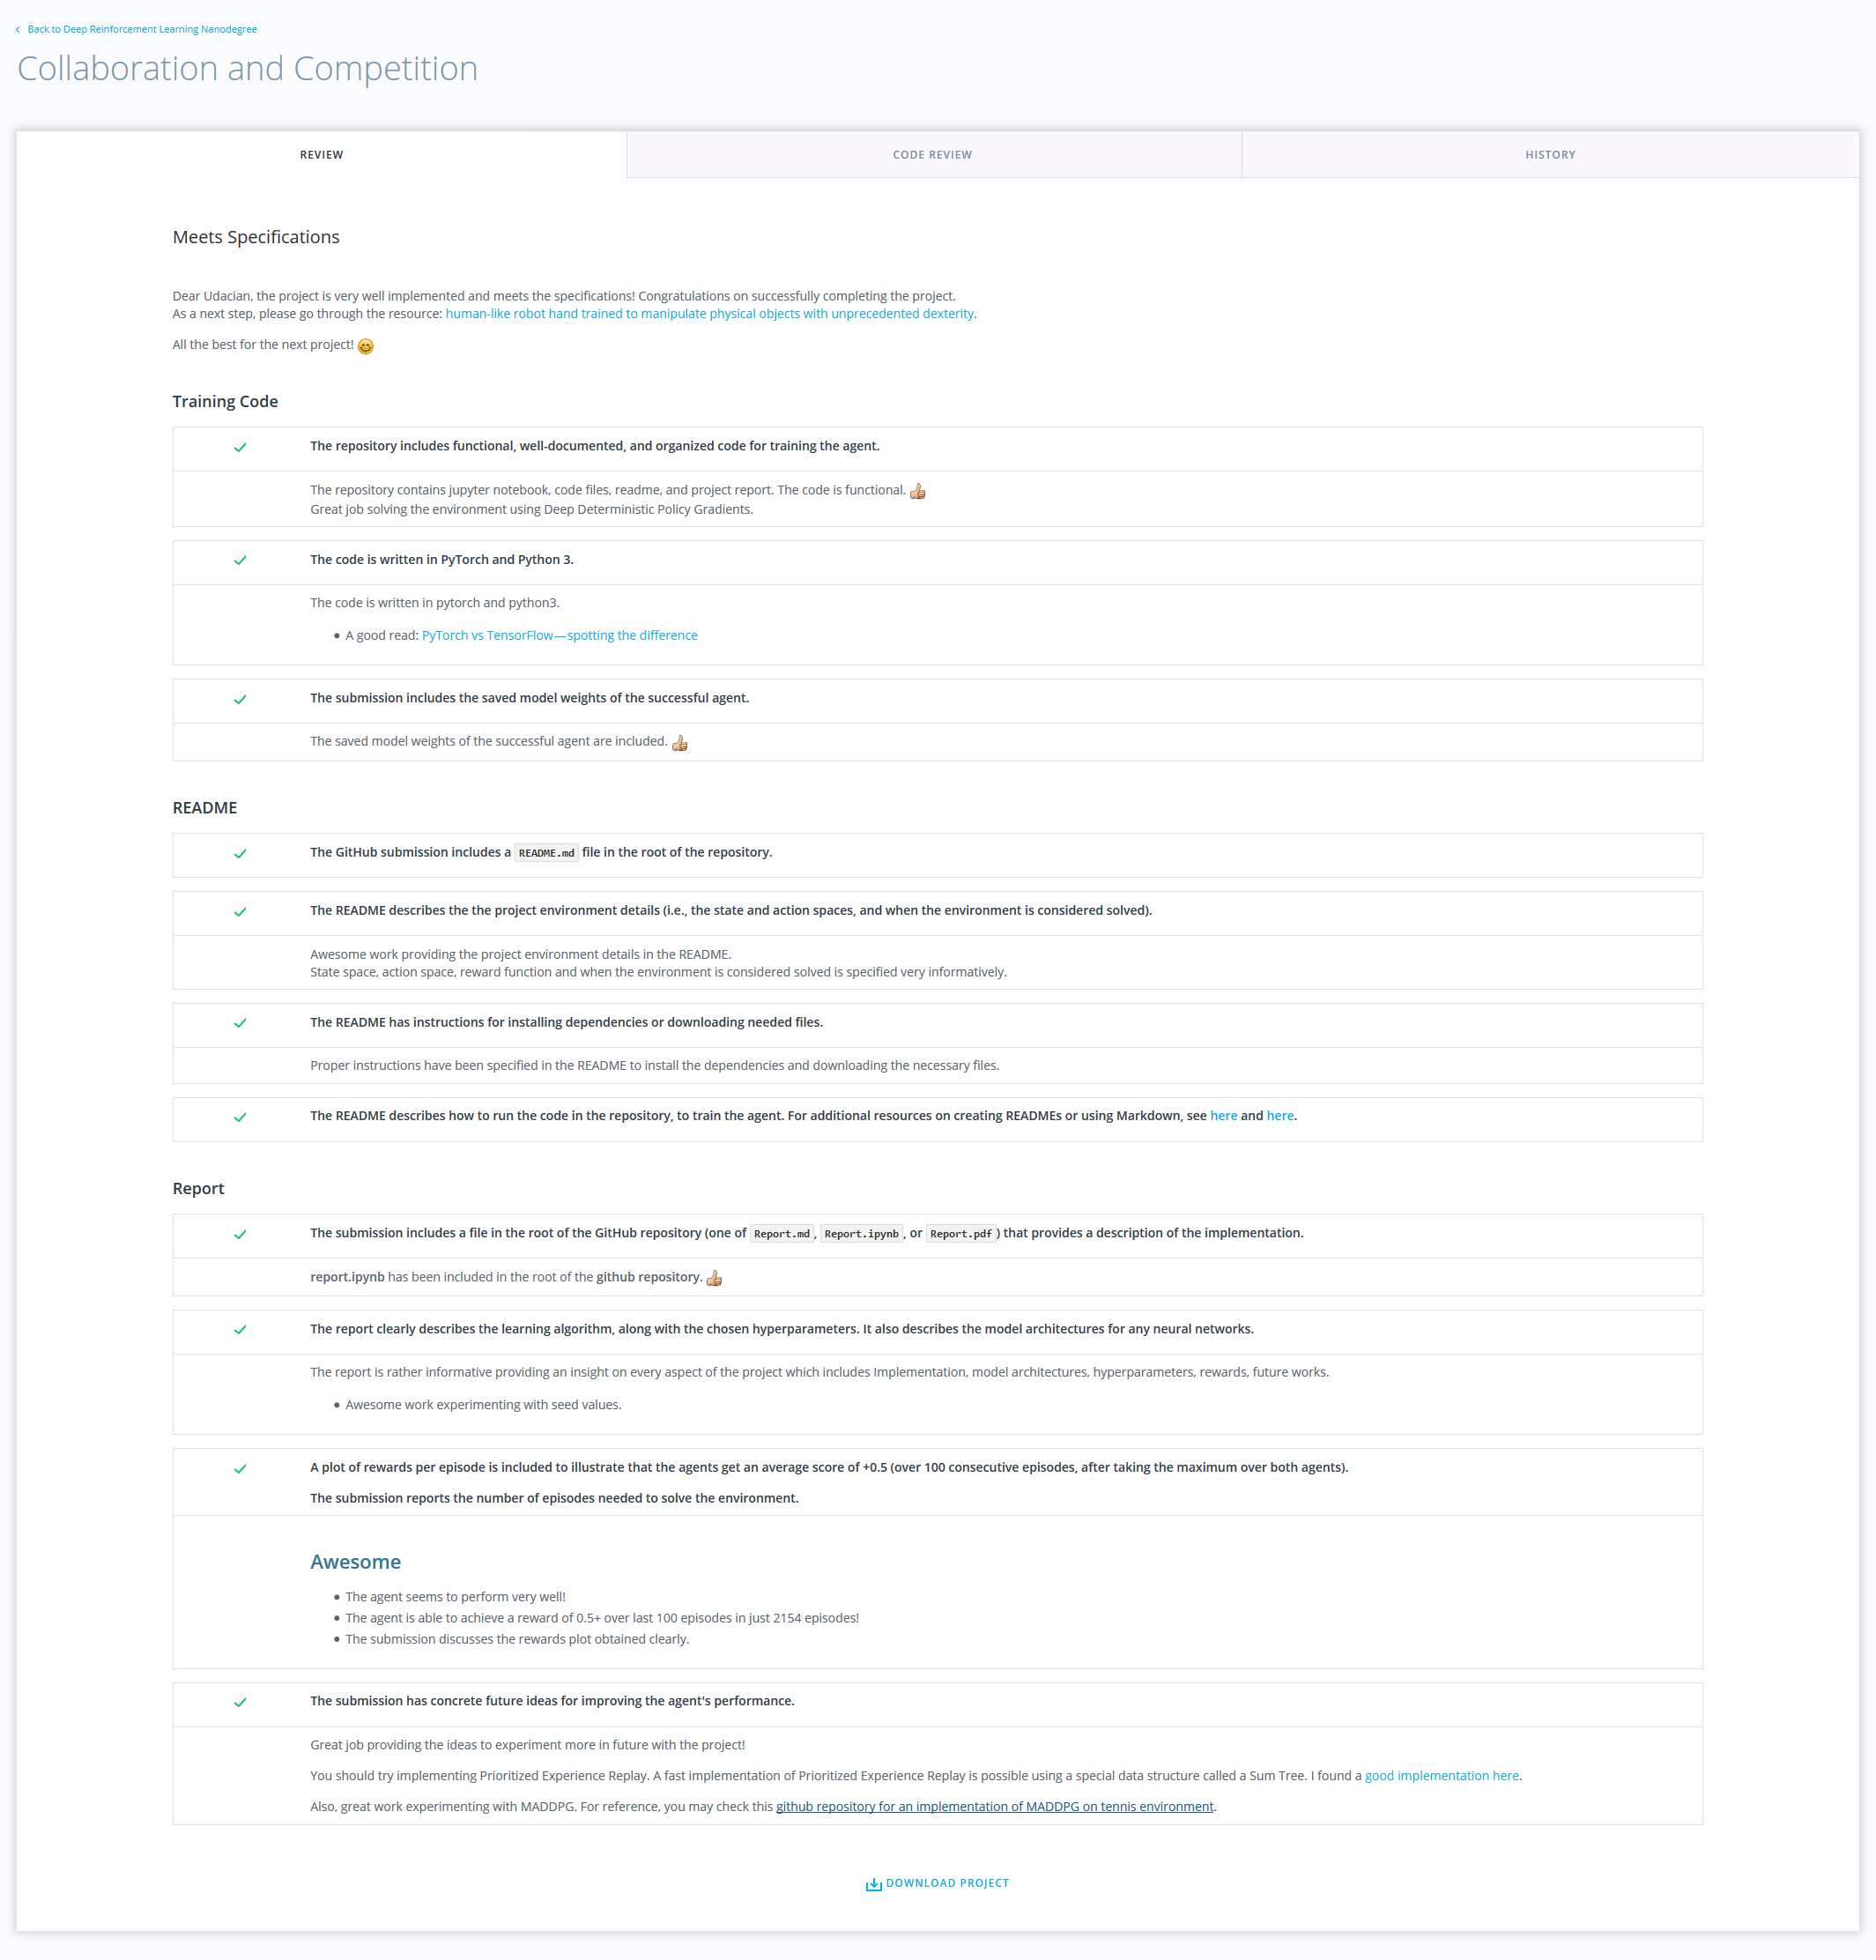 Back to Deep Reinforcement Learning Nanodegree
Collaboration and Competition
REVIEW
CODE REVIEW
HISTORY
Meets Specifications
Dear Udacian, the project is very well implemented and meets the specifications! Congratulations on successfully completing the project.
As a next step, please go through the resource: human-like robot hand trained to manipulate physical objects with unprecedented dexterity.
All the best for the next project!
Training Code
The repository includes functional, well-documented, and organized code for training the agent.
The repository contains jupyter notebook, code files, readme, and project report. The code is functional.
Great job solving the environment using Deep Deterministic Policy Gradients.
The code is written in PyTorch and Python 3.
The code is written in pytorch and python3.
A good read: PyTorch vs TensorFlow—spotting the difference
The submission includes the saved model weights of the successful agent.
The saved model weights of the successful agent are included.
README
The GitHub submission includes a README.md file in the root of the repository.
The README describes the the project environment details (i.e., the state and action spaces, and when the environment is considered solved).
Awesome work providing the project environment details in the README.
State space, action space, reward function and when the environment is considered solved is specified very informatively.
The README has instructions for installing dependencies or downloading needed files.
Proper instructions have been specified in the README to install the dependencies and downloading the necessary files.
The README describes how to run the code in the repository, to train the agent. For additional resources on creating READMEs or using Markdown, see here and here.
Report
The submission includes a file in the root of the GitHub repository (one of Report.md, Report.ipynb, or Report.pdf) that provides a description of the implementation.
report.ipynb has been included in the root of the github repository.
The report clearly describes the learning algorithm, along with the chosen hyperparameters. It also describes the model architectures for any neural networks.
The report is rather informative providing an insight on every aspect of the project which includes Implementation, model architectures, hyperparameters, rewards, future works.
Awesome work experimenting with seed values.
A plot of rewards per episode is included to illustrate that the agents get an average score of +0.5 (over 100 consecutive episodes, after taking the maximum over both agents).
The submission reports the number of episodes needed to solve the environment.
Awesome
The agent seems to perform very well!
The agent is able to achieve a reward of 0.5+ over last 100 episodes in just 2154 episodes!
The submission discusses the rewards plot obtained clearly.
The submission has concrete future ideas for improving the agent's performance.
Great job providing the ideas to experiment more in future with the project!
You should try implementing Prioritized Experience Replay. A fast implementation of Prioritized Experience Replay is possible using a special data structure called a Sum Tree. I found a good implementation here.
Also, great work experimenting with MADDPG. For reference, you may check this github repository for an implementation of MADDPG on tennis environment.
DOWNLOAD PROJECT